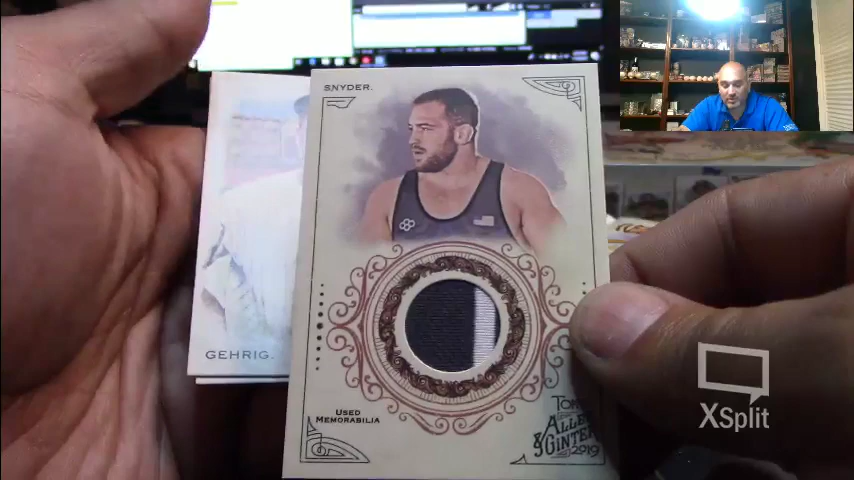 SNYDER.
GEHRIG.
USED
MEMORABILIA
TOPPS
ALLEN
& GINTER
2019
XSplit